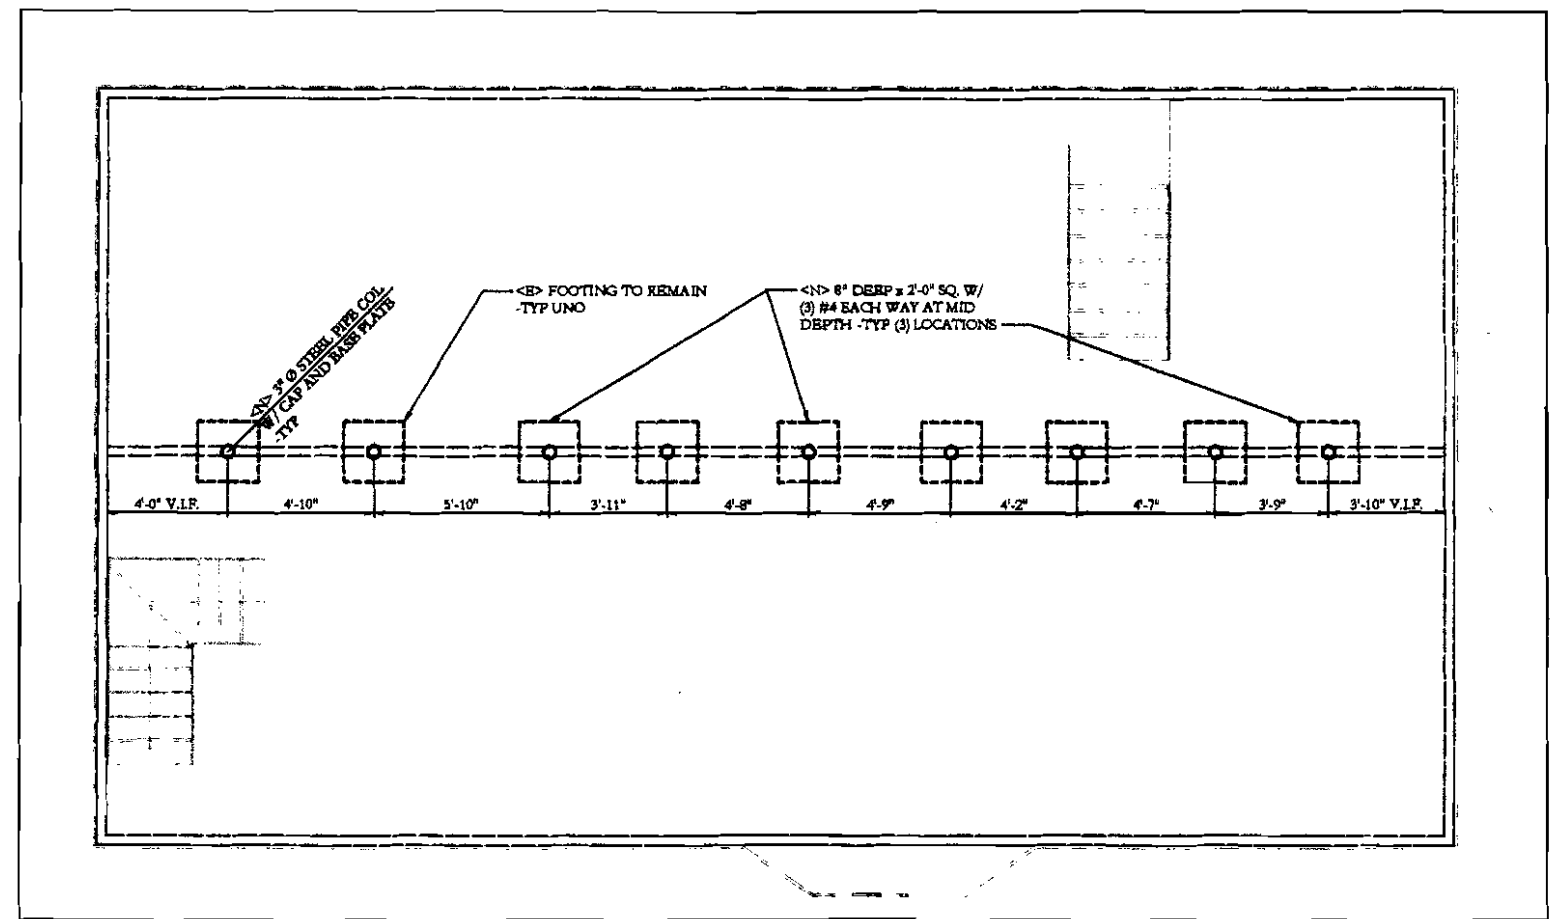 <N> 3" Ø STEEL PIPE COL.
W/ CAP AND BASE PLATE
-TYP
<E> FOOTING TO REMAIN
-TYP UNO
<N> 8" DEEP x 2'-0" SQ. W/
(3) #4 EACH WAY AT MID
DEPTH -TYP (3) LOCATIONS
4'-0" V.I.F. 4'-10" 5'-10" 3'-11" 4'-8" 4'-9" 4'-2" 4'-7" 3'-9" 3'-10" V.I.F.